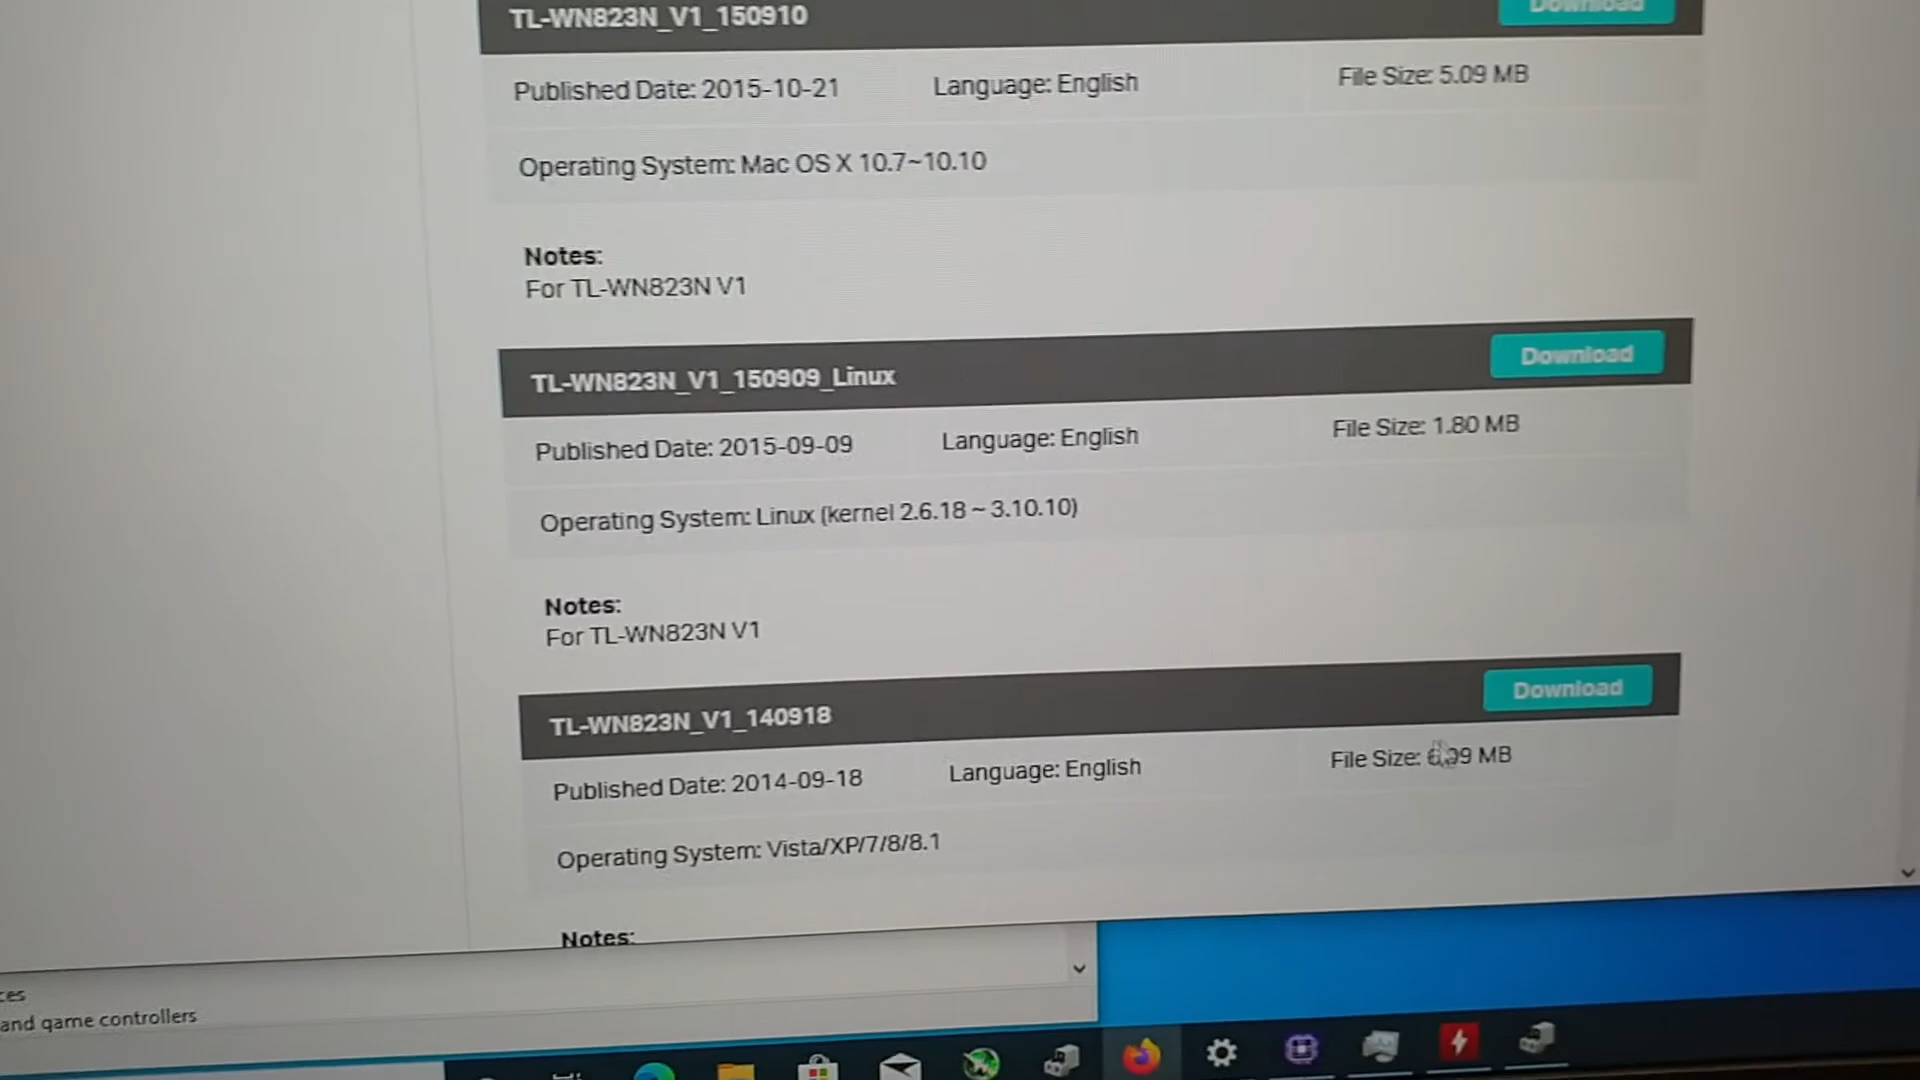 TL-WN823N_V1_150910
Download
Published Date: 2015-10-21 Language: English File Size: 5.09 MB
Operating System: Mac OS X 10.7~10.10
Notes:
For TL-WN823N V1
TL-WN823N_V1_150909_Linux Download
Published Date: 2015-09-09 Language: English File Size: 1.80 MB
Operating System: Linux (kernel 2.6.18 ~ 3.10.10)
Notes:
For TL-WN823N V1
TL-WN823N_V1_140918 Download
Published Date: 2014-09-18 Language: English File Size: MB
Operating System: Vista/XP/7/8/8.1
Notes:
and game controllers